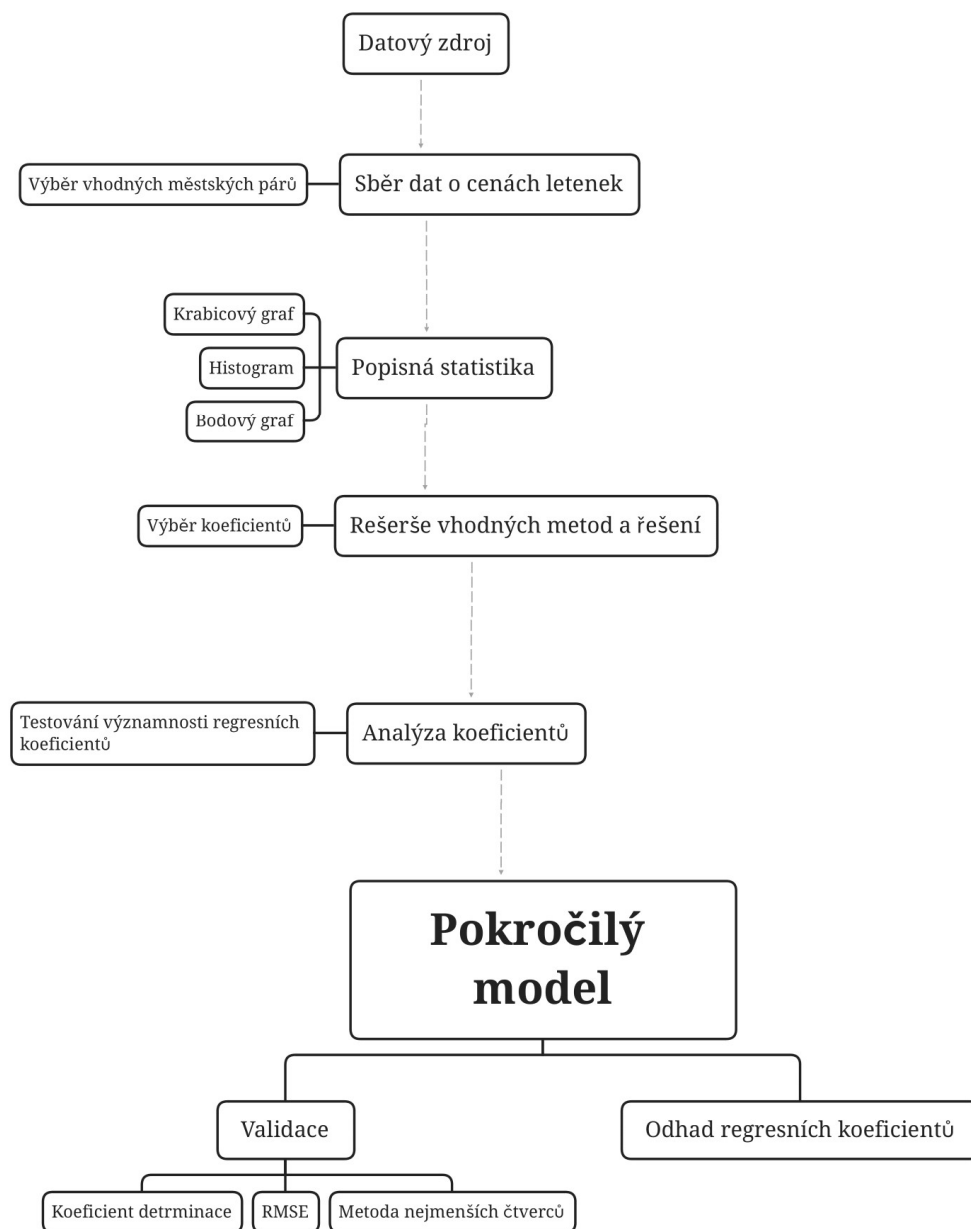 Datový zdroj
Výběr vhodných městských párů
Sběr dat o cenách letenek
Krabicový graf
Histogram
Bodový graf
Popisná statistika
Výběr koeficientů
Rešerše vhodných metod a řešení
Testování významnosti regresních
koeficientů
Analýza koeficientů
Pokročilý
model
Validace
Odhad regresních koeficientů
Koeficient detrminace
RMSE
Metoda nejmenších čtverců